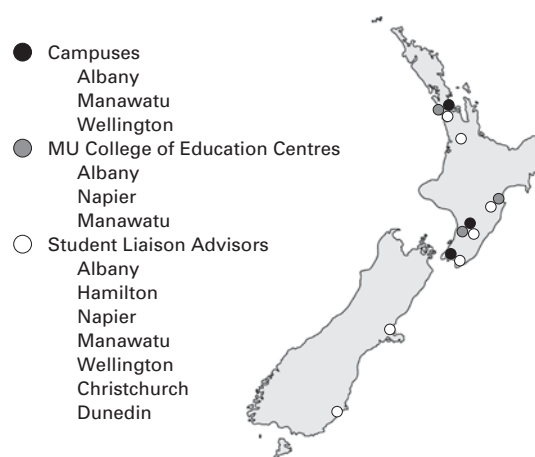 Campuses
Albany
Manawatu
Wellington
MU College of Education Centres
Albany
Napier
Manawatu
Student Liaison Advisors
Albany
Hamilton
Napier
Manawatu
Wellington
Christchurch
Dunedin